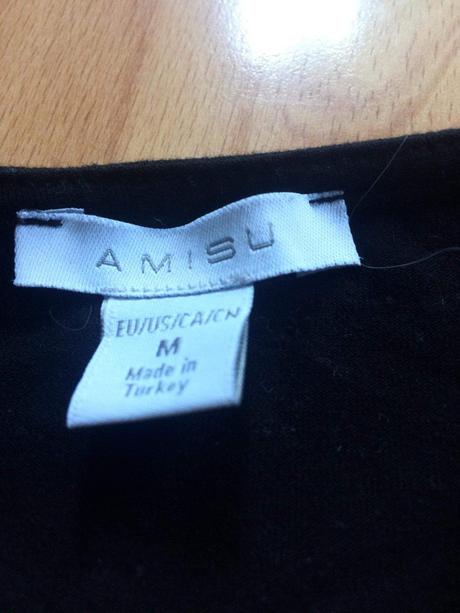 AMISU
EU/US/CA/CN
M
Made in
Turkey